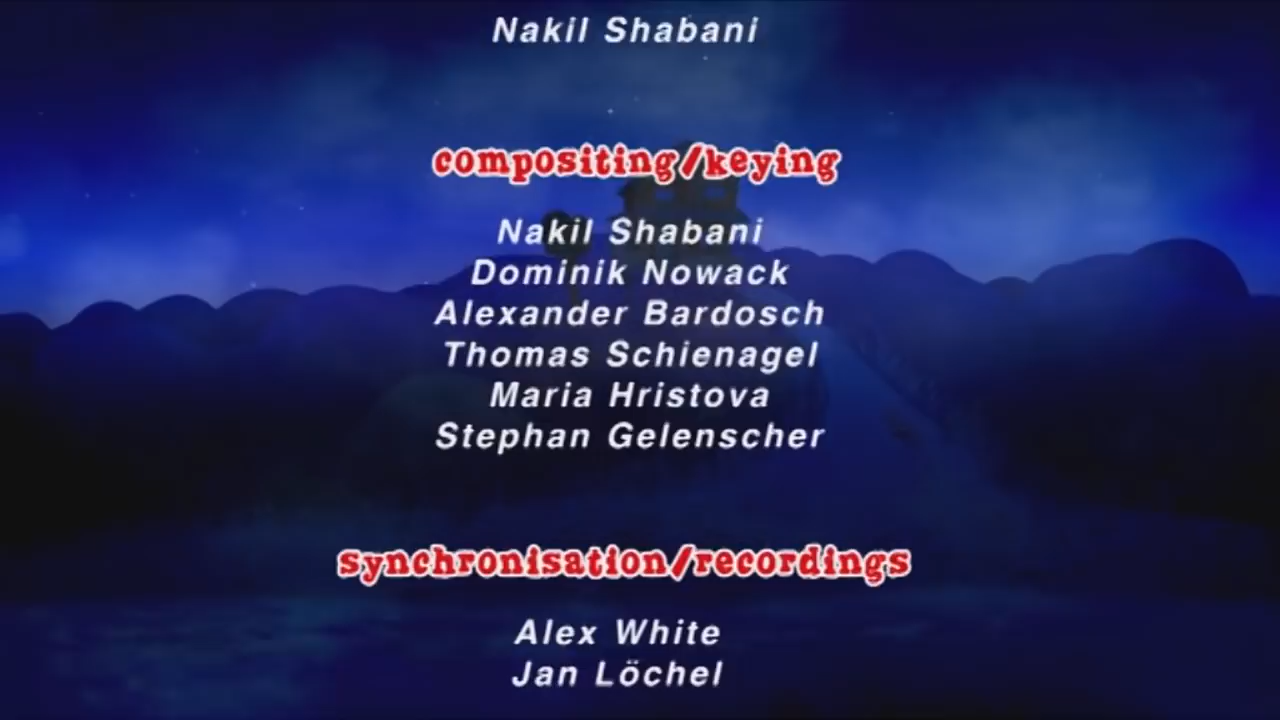 Nakil Shabani
compositing/keying
Nakil Shabani
Dominik Nowack
Alexander Bardosch
Thomas Schienagel
Maria Hristova
Stephan Gelenscher
synchronisation/recordings
Alex White
Jan Löchel